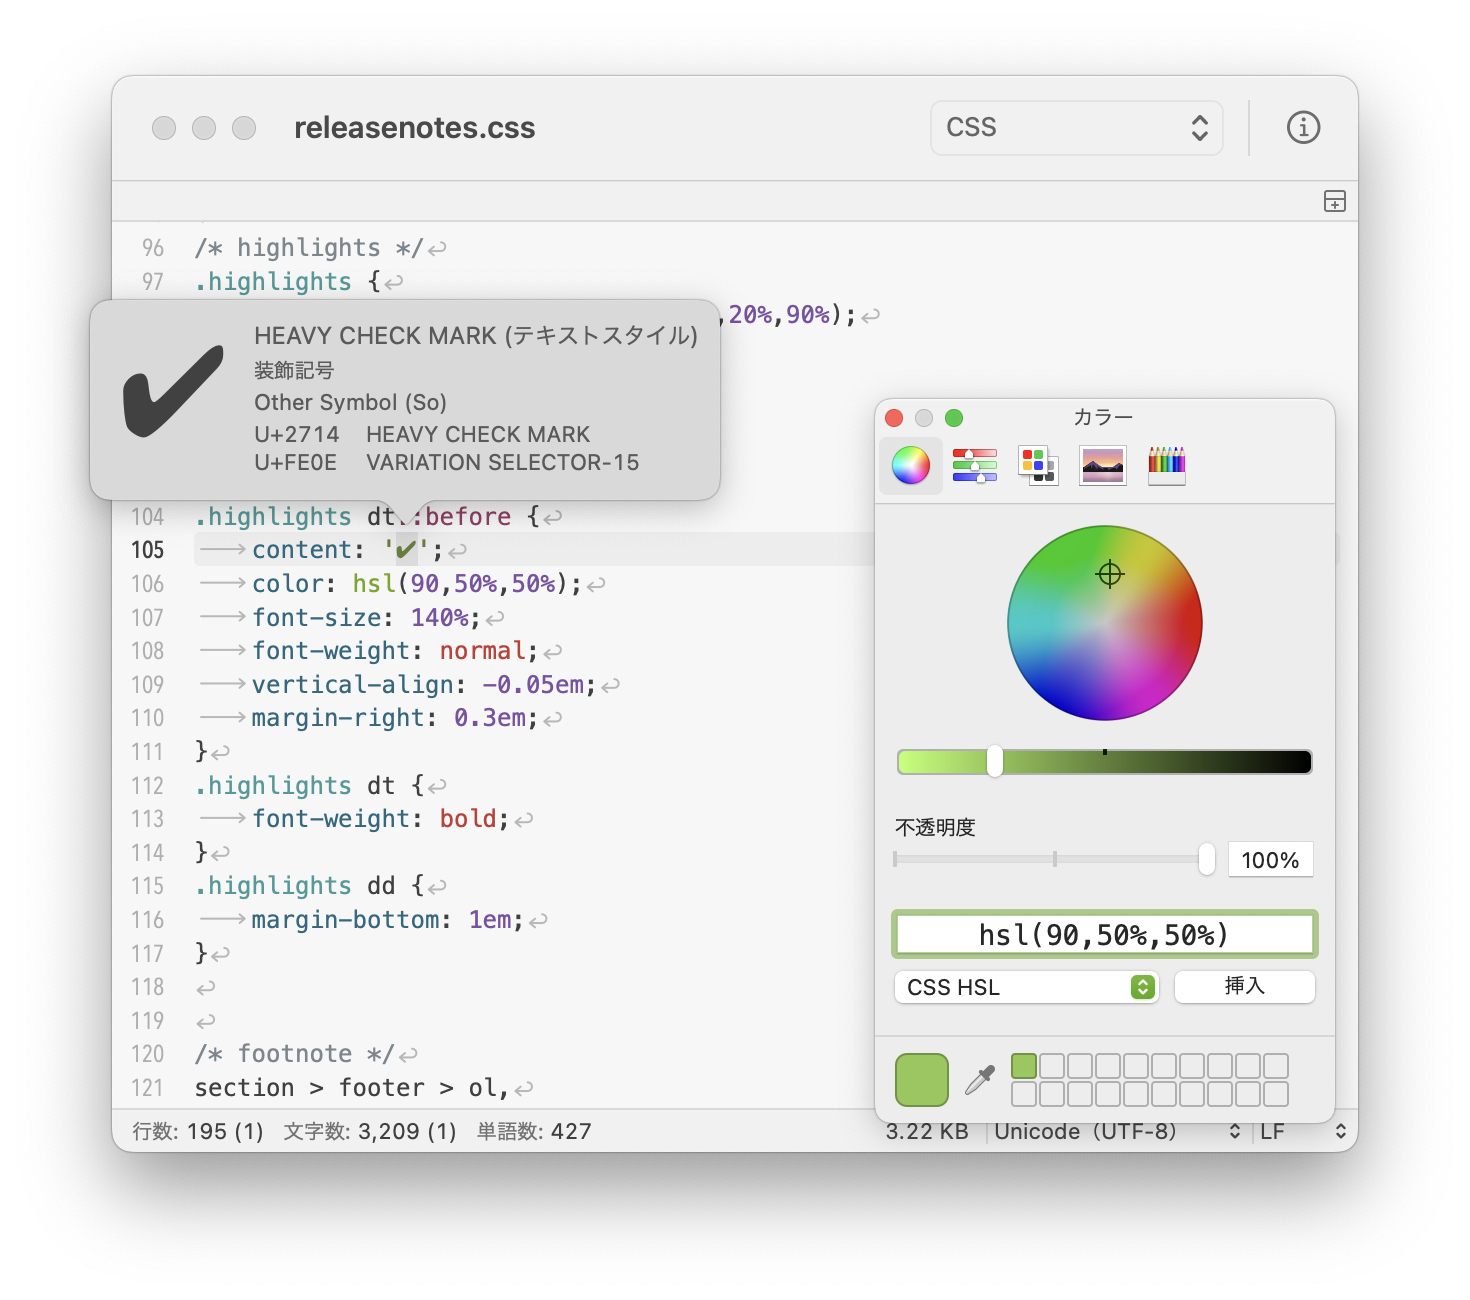 releasenotes.css
CSS
96 /* highlights */↩
97 .highlights {↩
,20%,90%);↩
HEAVY CHECK MARK (テキストスタイル)
装飾記号
Other Symbol (So)
U+2714 HEAVY CHECK MARK
U+FE0E VARIATION SELECTOR-15
104 .highlights dt::before {↩
105 content: '✔︎';↩
106 color: hsl(90,50%,50%);↩
107 font-size: 140%;↩
108 font-weight: normal;↩
109 vertical-align: -0.05em;↩
110 margin-right: 0.3em;↩
111 }↩
112 .highlights dt {↩
113 font-weight: bold;↩
114 }↩
115 .highlights dd {↩
116 margin-bottom: 1em;↩
117 }↩
118 ↩
119 ↩
120 /* footnote */↩
121 section > footer > ol,↩
行数: 195 (1) 文字数: 3,209 (1) 単語数: 427
3.22 KB Unicode (UTF-8) LF
カラー
不透明度
100%
hsl(90,50%,50%)
CSS HSL
挿入